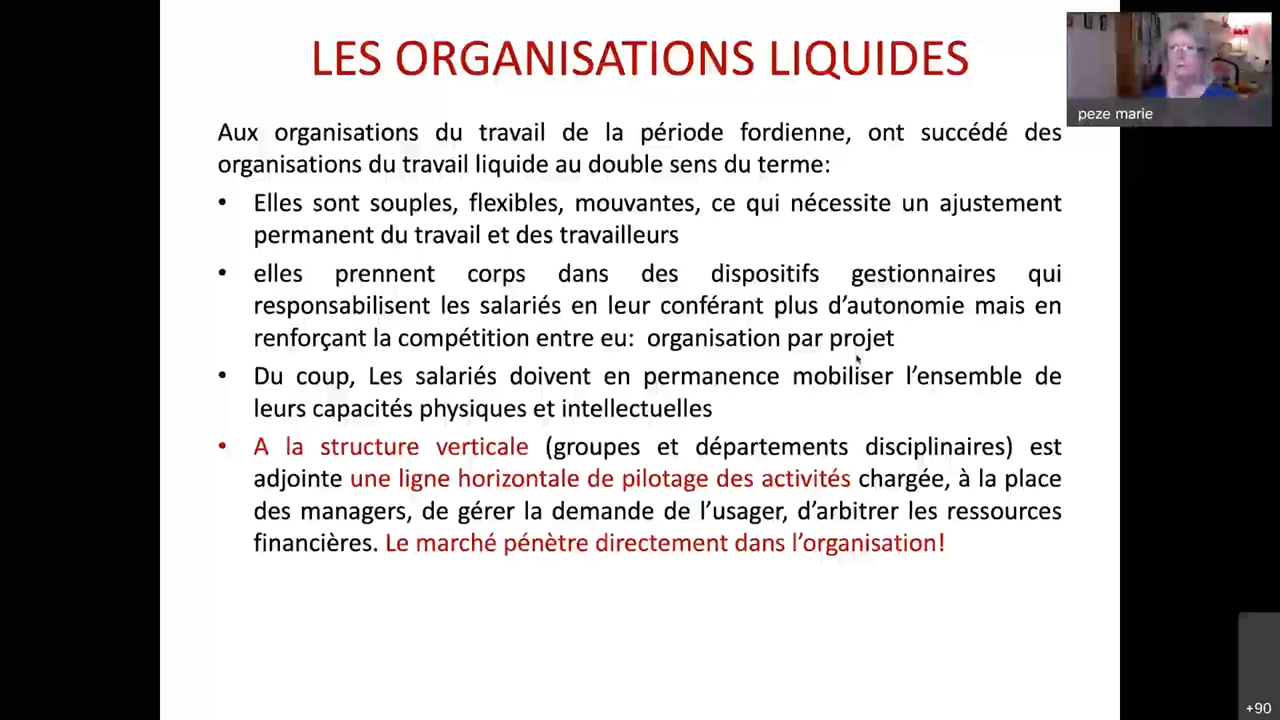 LES ORGANISATIONS LIQUIDES
peze marie
Aux organisations du travail de la période fordienne, ont succédé des
organisations du travail liquide au double sens du terme:
• Elles sont souples, flexibles, mouvantes, ce qui nécessite un ajustement
permanent du travail et des travailleurs
• elles prennent corps dans des dispositifs gestionnaires qui
responsabilisent les salariés en leur conférant plus d’autonomie mais en
renforçant la compétition entre eu: organisation par projet
• Du coup, Les salariés doivent en permanence mobiliser l’ensemble de
leurs capacités physiques et intellectuelles
• A la structure verticale (groupes et départements disciplinaires) est
adjointe une ligne horizontale de pilotage des activités chargée, à la place
des managers, de gérer la demande de l’usager, d’arbitrer les ressources
financières. Le marché pénètre directement dans l’organisation!
+90